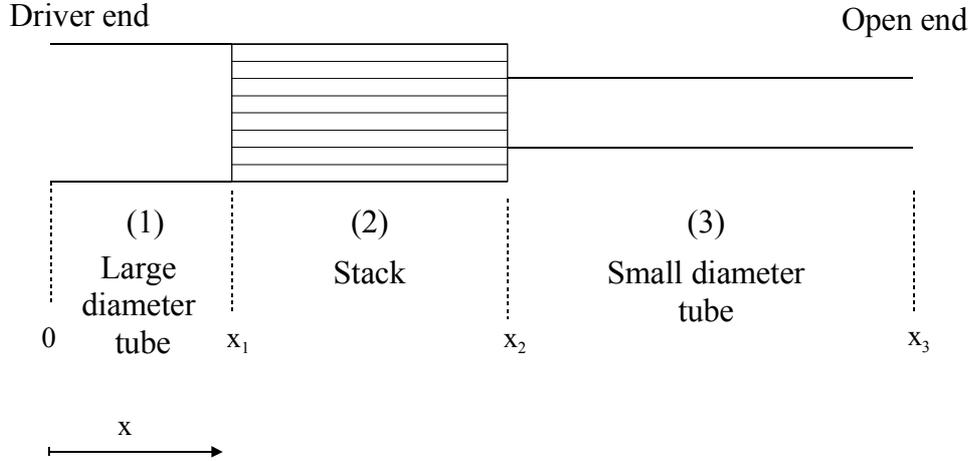 Driver end
Open end
(1)
(2)
(3)
Large
diameter
tube
Stack
Small diameter
tube
0
x₁
x₂
x₃
x